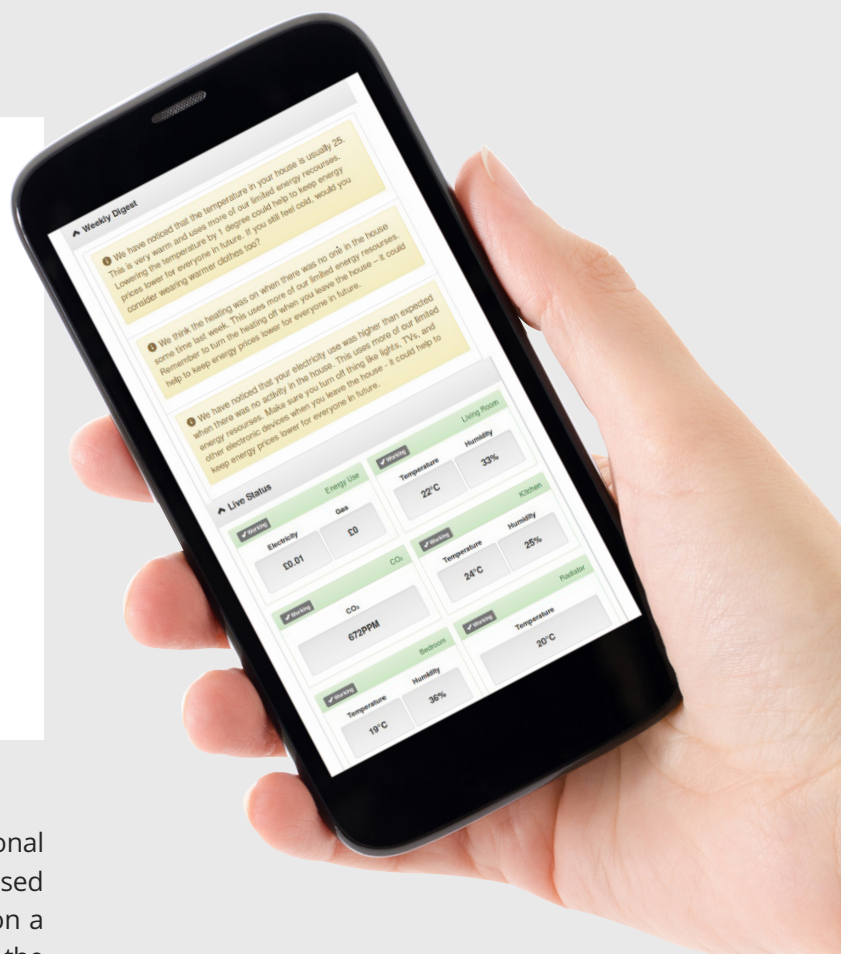 Weekly Digest
We have noticed that the temperature in your house is usually 25.
This is very warm and uses more of our limited energy recourses.
Lowering the temperature by 1 degree could help to keep energy
prices lower for everyone in future. If you still feel cold, would you
consider wearing warmer clothes too?
We think the heating was on when there was no one in the house
some time last week. This uses more of our limited energy resourses.
Remember to turn the heating off when you leave the house – it could
help to keep energy prices lower for everyone in future.
We have noticed that your electricity use was higher than expected
when there was no activity in the house. This uses more of our limited
energy resourses. Make sure you turn off thing like lights, TVs, and
other electronic devices when you leave the house - it could help to
keep energy prices lower for everyone in future.
Live Status
✔ Working Energy Use
Electricity Gas
£0.01 £0
✔ Working Living Room
Temperature Humidity
22°C 33%
✔ Working CO₂
CO₂
672PPM
✔ Working Kitchen
Temperature Humidity
24°C 25%
✔ Working Bedroom
Temperature Humidity
19°C 36%
✔ Working Radiator
Temperature
20°C
onal
sed
on a
the